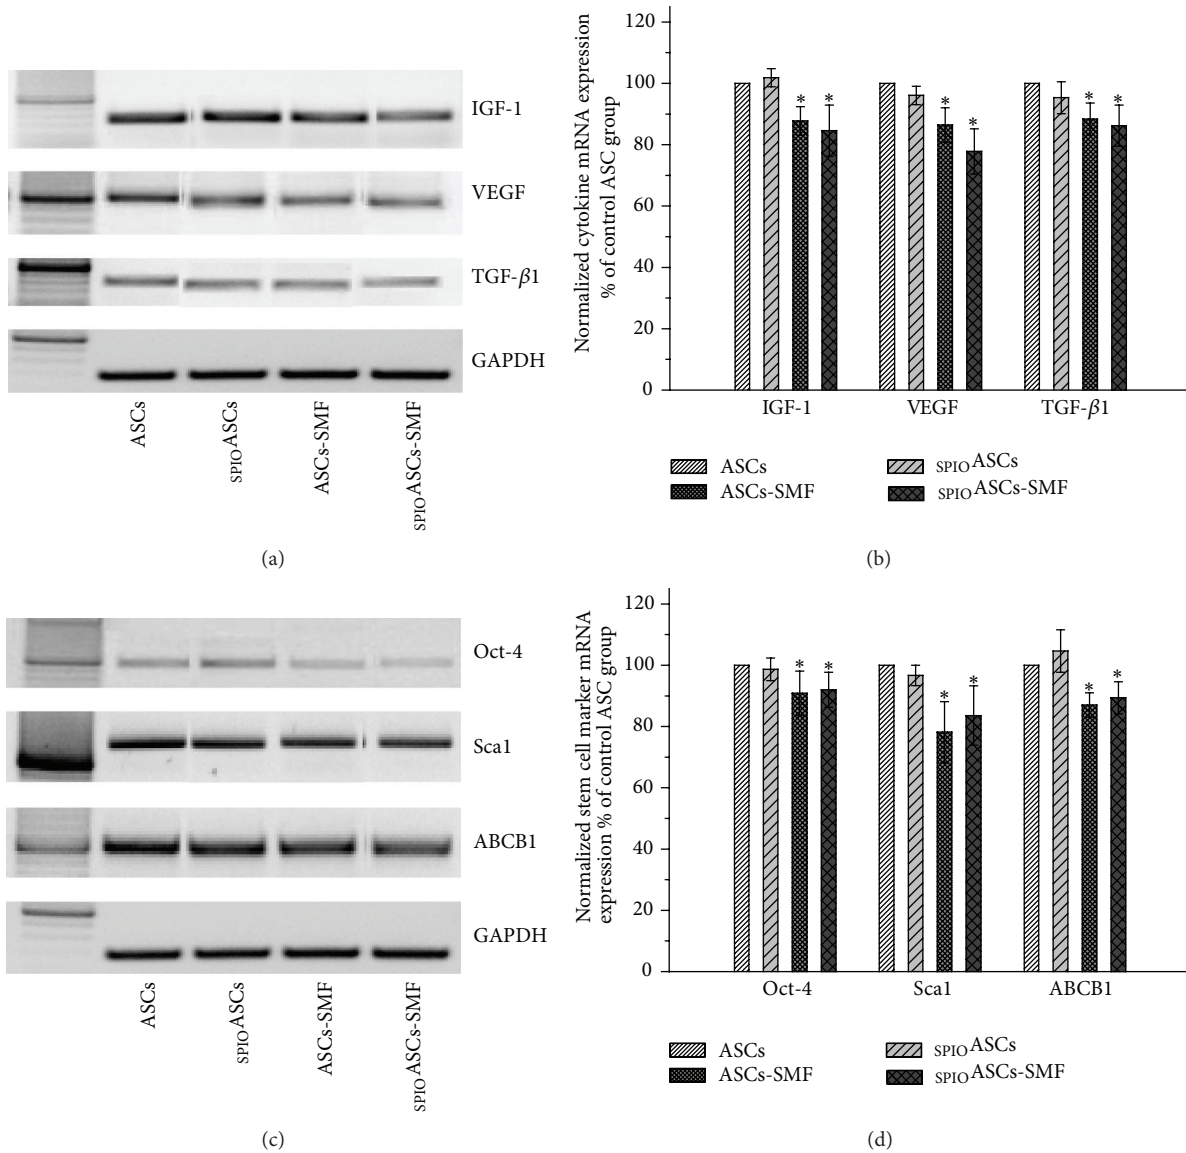 IGF-1
VEGF
TGF-β1
GAPDH
ASCs
SPIOASCs
ASCs-SMF
SPIOASCs-SMF
(a)
Normalized cytokine mRNA expression
% of control ASC group
120
100
80
60
40
20
0
* * * * * *
IGF-1 VEGF TGF-β1
ASCs SPIOASCs
ASCs-SMF SPIOASCs-SMF
(b)
Oct-4
Sca1
ABCB1
GAPDH
ASCs
SPIOASCs
ASCs-SMF
SPIOASCs-SMF
(c)
Normalized stem cell marker mRNA
expression % of control ASC group
120
100
80
60
40
20
0
* * * * * *
Oct-4 Sca1 ABCB1
ASCs SPIOASCs
ASCs-SMF SPIOASCs-SMF
(d)